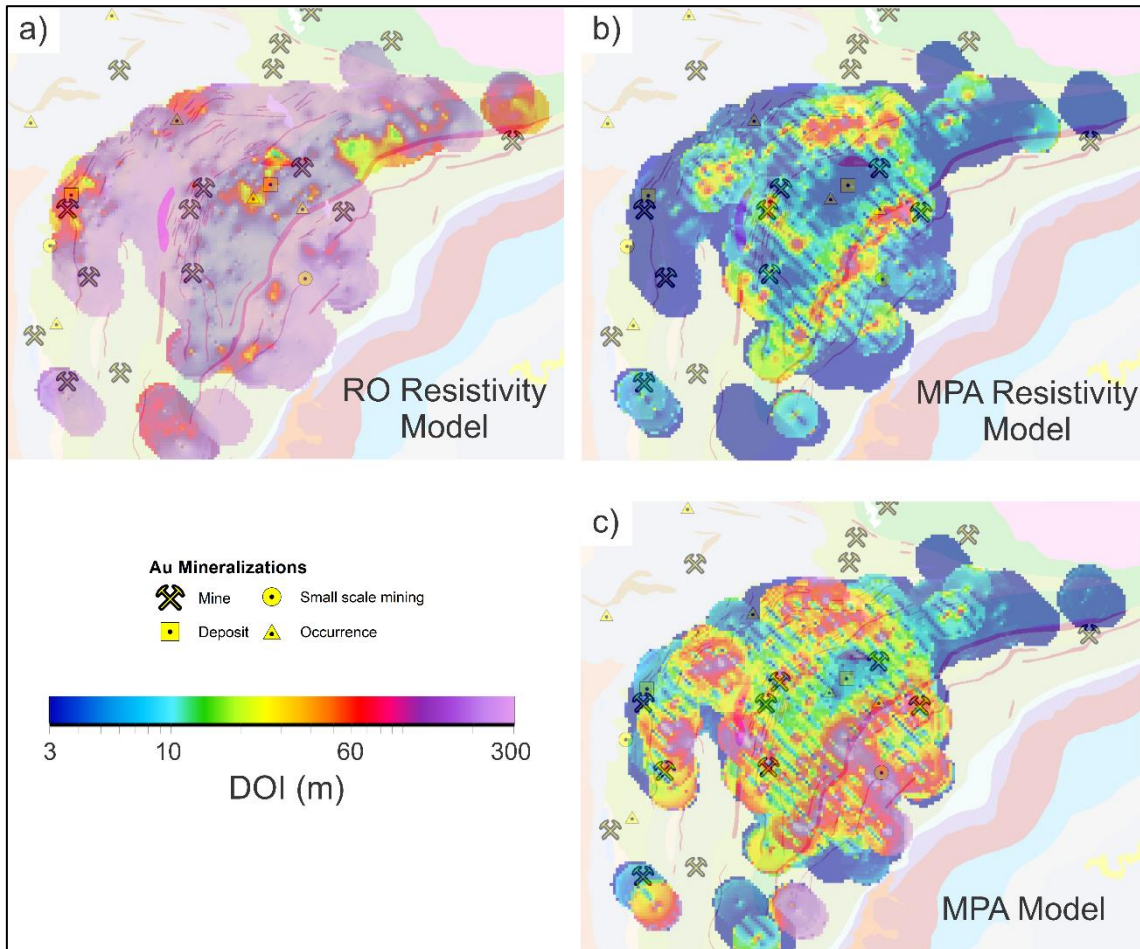 a)
b)
RO Resistivity
Model
MPA Resistivity
Model
c)
Au Mineralizations
Mine
Small scale mining
Deposit
Occurrence
3
10
60
300
DOI (m)
MPA Model